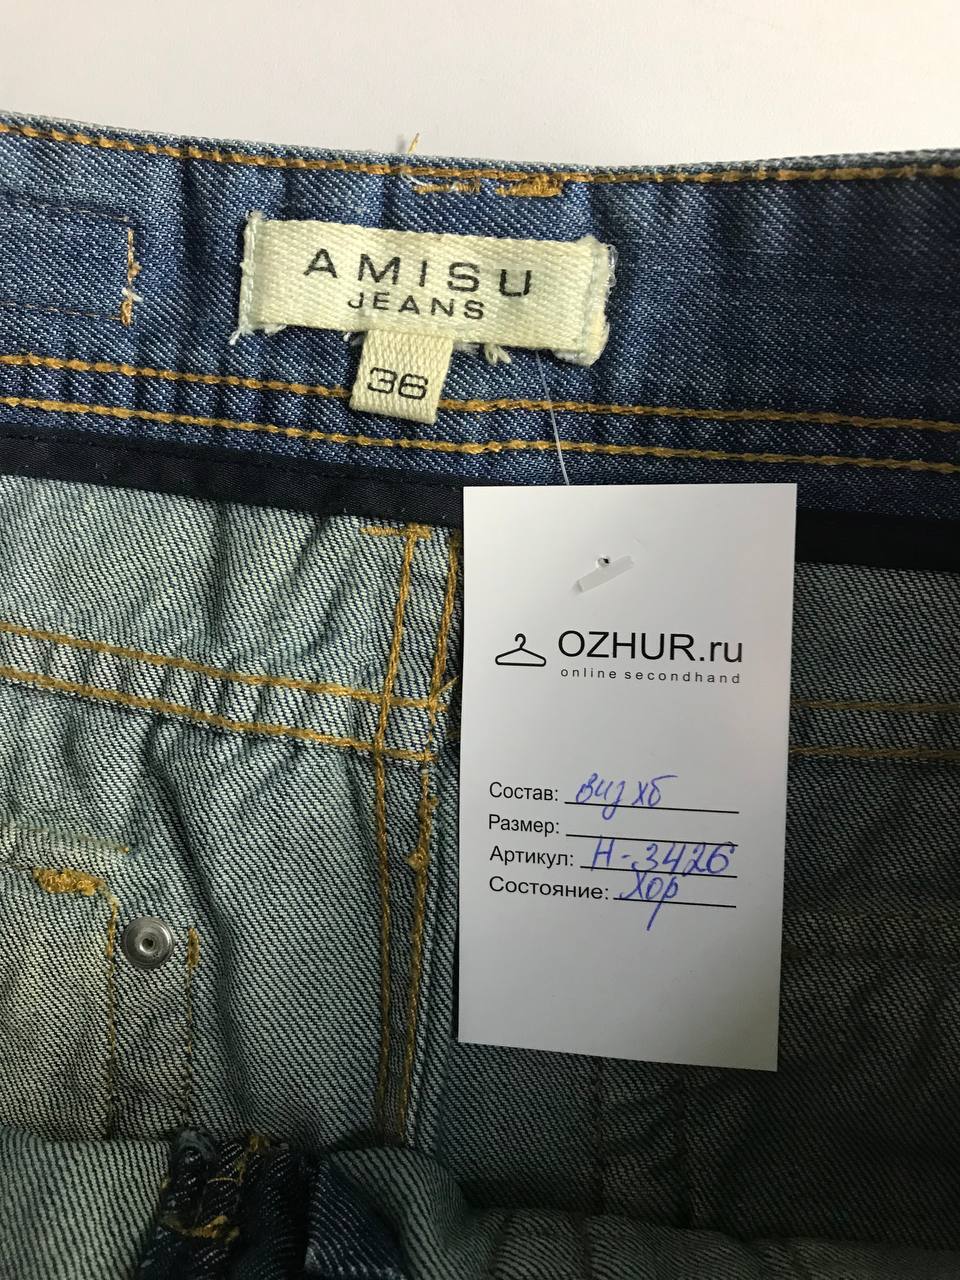 AMISU
JEANS
36
OZHUR.ru
online secondhand
Состав: виз хб
Размер:
Артикул: Н-3426
Состояние: Хор